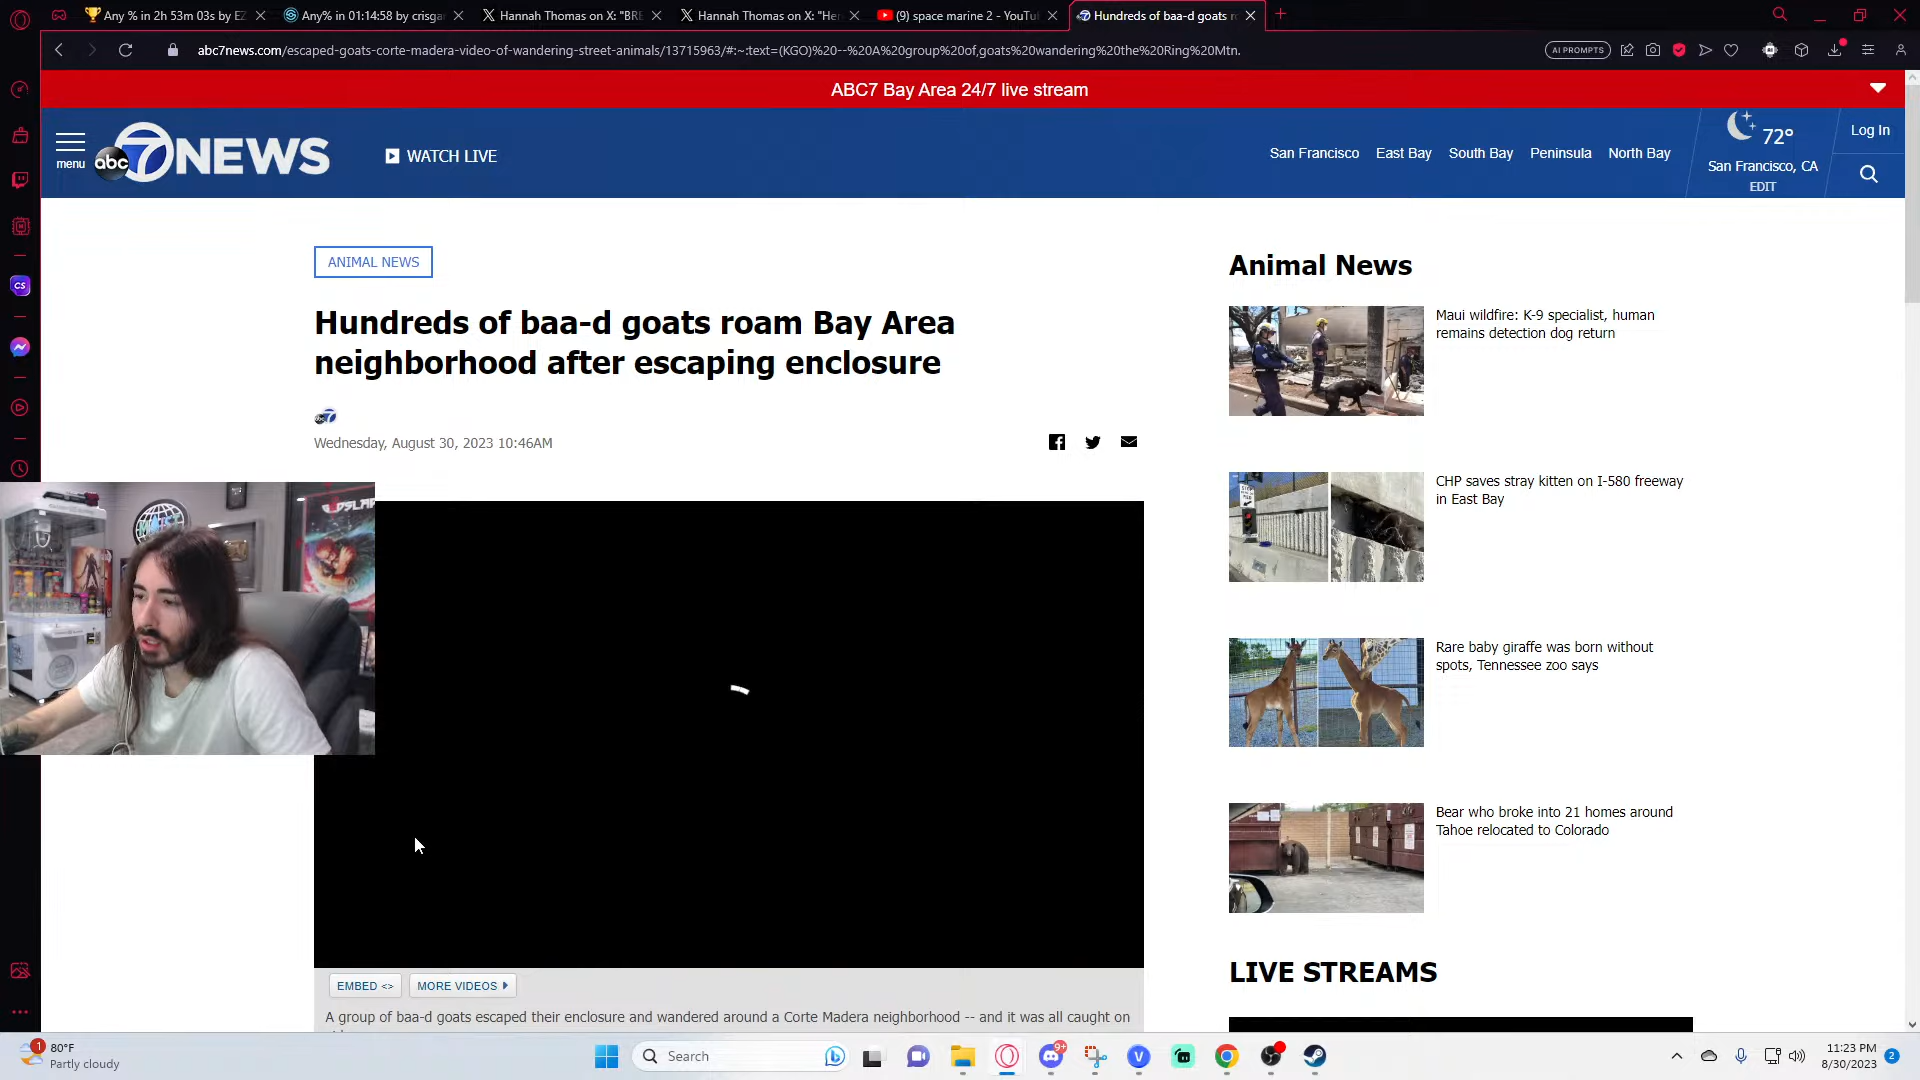 Any % in 2h 53m 03s by EZ
Any% in 01:14:58 by crisga
Hannah Thomas on X: "BRE
Hannah Thomas on X: "Her
(9) space marine 2 - YouTu
Hundreds of baa-d goats r
abc7news.com/escaped-goats-corte-madera-video-of-wandering-street-animals/13715963/#:~:text=(KGO)%20--%20A%20group%20of,goats%20wandering%20the%20Ring%20Mtn.
AI PROMPTS
ABC7 Bay Area 24/7 live stream
menu
abc 7NEWS
WATCH LIVE
San Francisco
East Bay
South Bay
Peninsula
North Bay
72°
San Francisco, CA
EDIT
Log In
CS
ANIMAL NEWS
Hundreds of baa-d goats roam Bay Area
neighborhood after escaping enclosure
Wednesday, August 30, 2023 10:46AM
Animal News
Maui wildfire: K-9 specialist, human
remains detection dog return
CHP saves stray kitten on I-580 freeway
in East Bay
Rare baby giraffe was born without
spots, Tennessee zoo says
Bear who broke into 21 homes around
Tahoe relocated to Colorado
LIVE STREAMS
EMBED <>
MORE VIDEOS
A group of baa-d goats escaped their enclosure and wandered around a Corte Madera neighborhood -- and it was all caught on
1
80°F
Partly cloudy
Search
9+
V
11:23 PM
8/30/2023
2